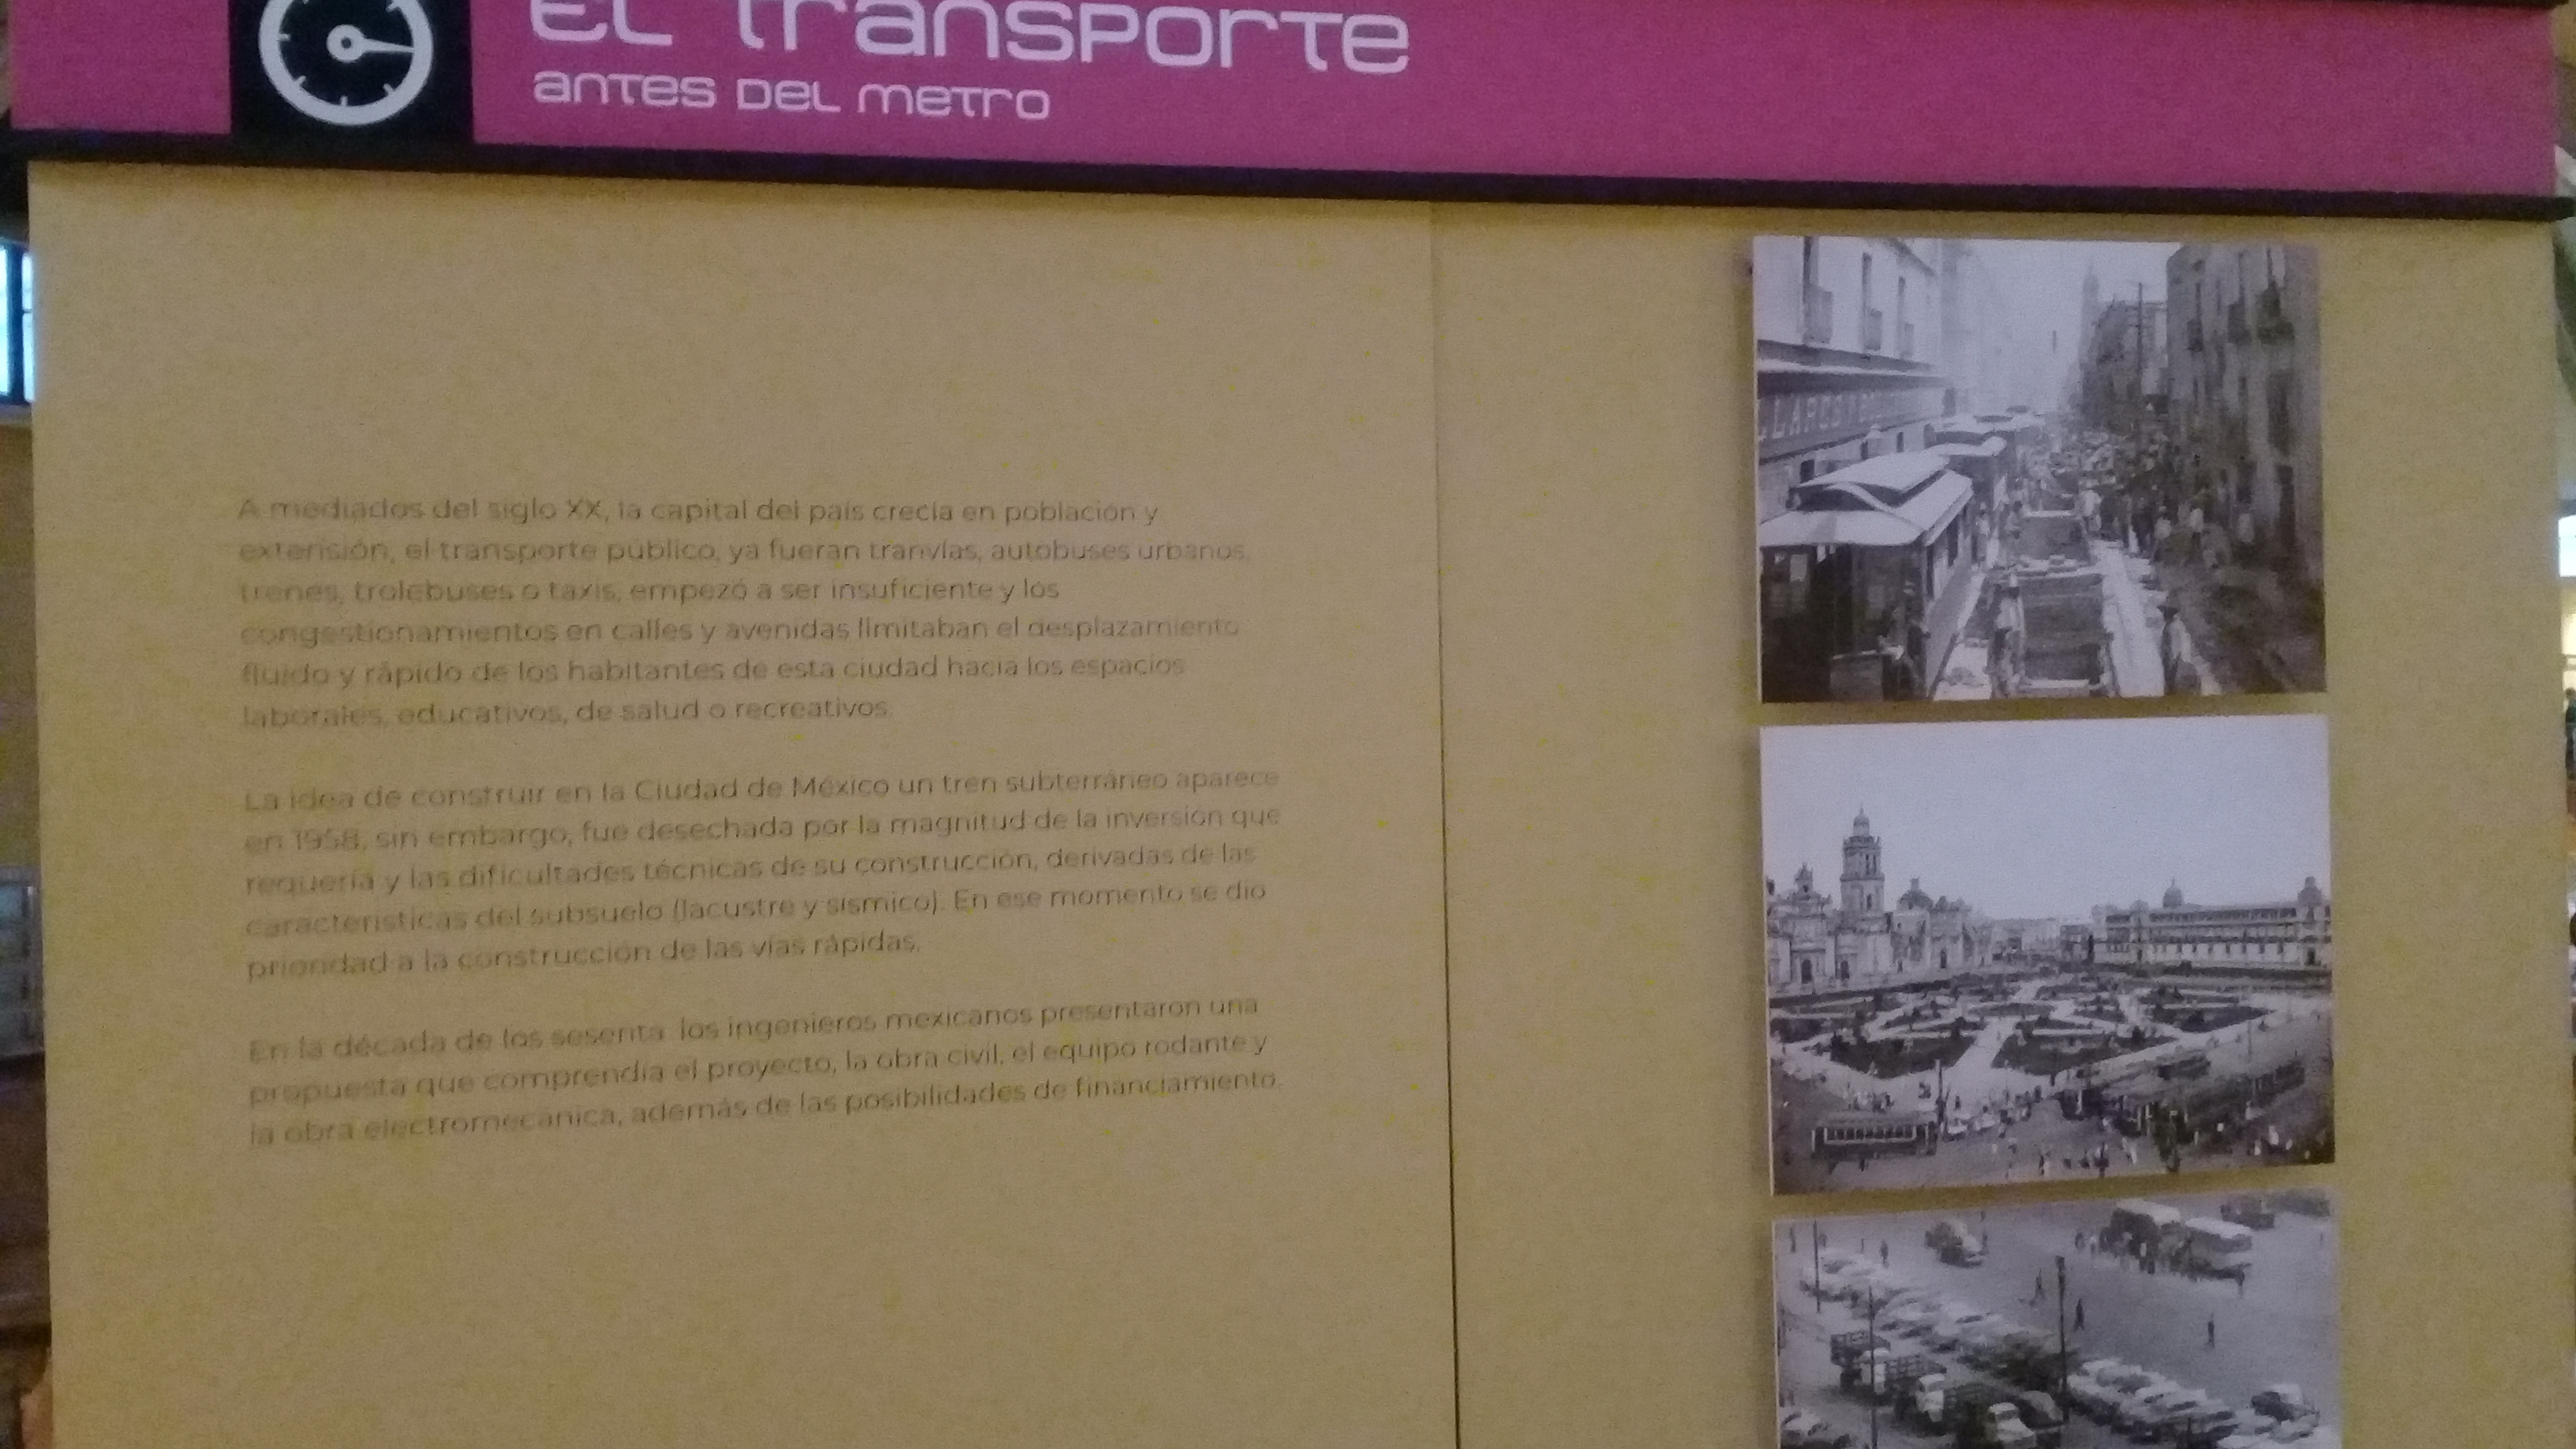 EL Transporte
antes del metro
A mediados del siglo XX, la capital del país crecía en población y
extensión, el transporte público, ya fueran tranvías, autobuses urbanos,
trenes, trolebuses o taxis, empezó a ser insuficiente y los
congestionamientos en calles y avenidas limitaban el desplazamiento
fluido y rápido de los habitantes de esta ciudad hacia los espacios
laborales, educativos, de salud o recreativos.
La idea de construir en la Ciudad de México un tren subterráneo aparece
en 1958, sin embargo, fue desechada por la magnitud de la inversión que
requería y las dificultades técnicas de su construcción, derivadas de las
características del subsuelo (lacustre y sísmico). En ese momento se dio
prioridad a la construcción de las vías rápidas.
En la década de los sesenta los ingenieros mexicanos presentaron una
propuesta que comprendía el proyecto, la obra civil, el equipo rodante y
la obra electromecánica, además de las posibilidades de financiamiento.